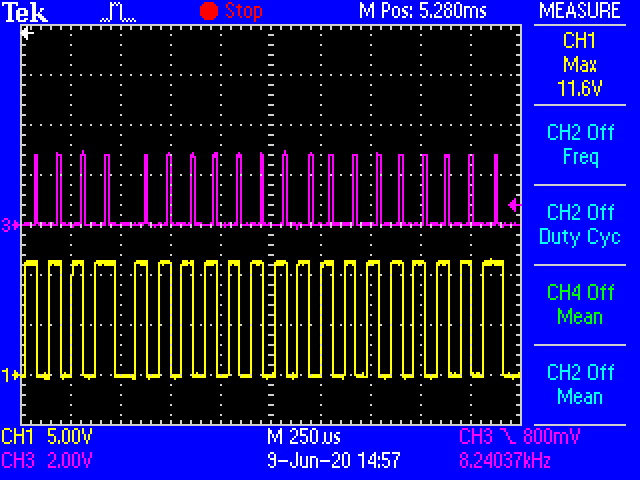 Tek Stop M Pos: 5.280ms MEASURE
CH1
Max
11.6V
CH2 Off
Freq
CH2 Off
Duty Cyc
CH4 Off
Mean
CH2 Off
Mean
3
1
CH1 5.00V M 250µs CH3 800mV
CH3 2.00V 9-Jun-20 14:57 8.24037kHz